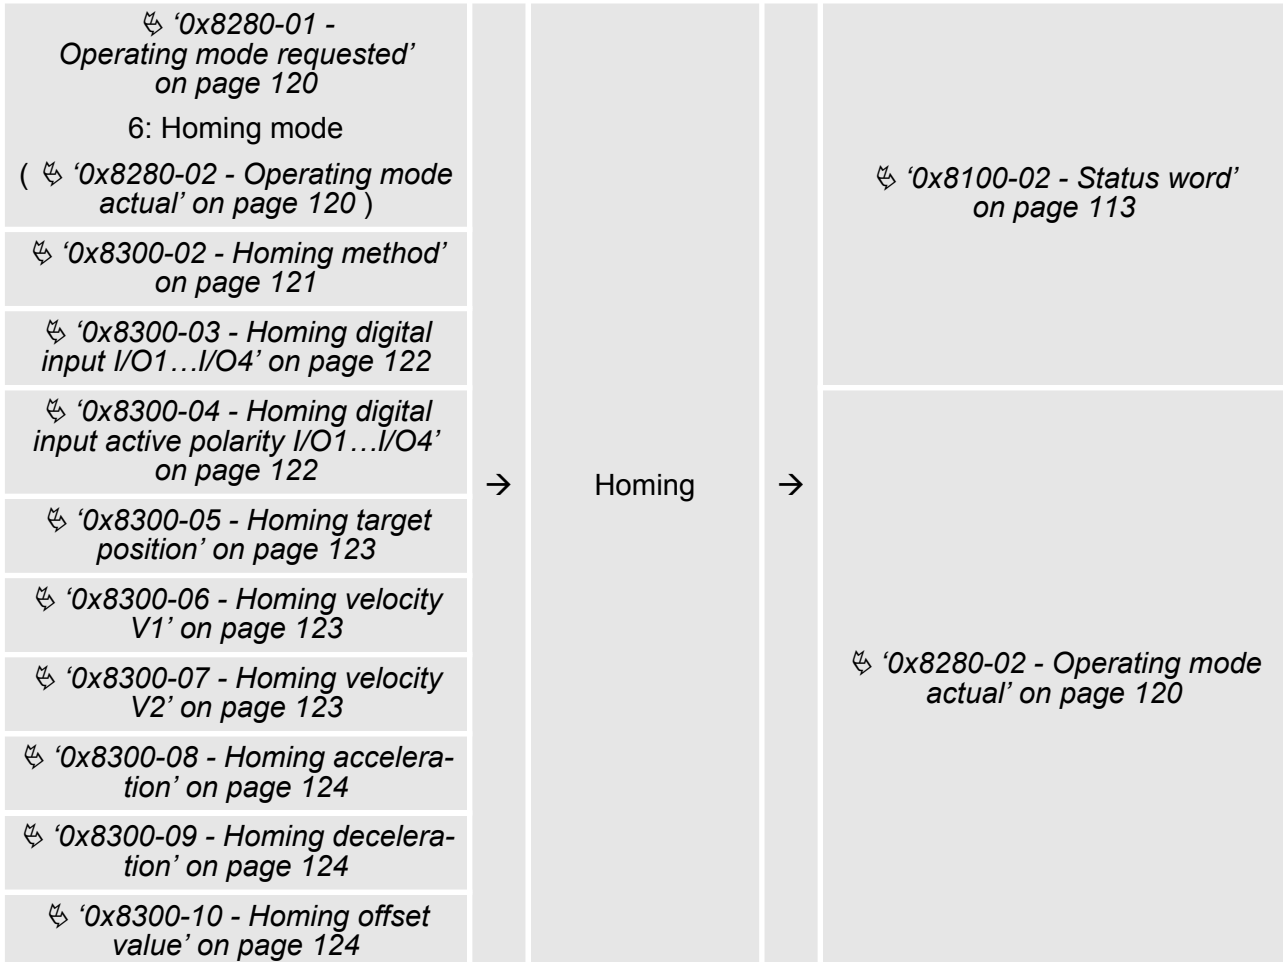 ↳ ‘0x8280-01 -
Operating mode requested’
on page 120
6: Homing mode
( ↳ ‘0x8280-02 - Operating mode
actual’ on page 120 )
↳ ‘0x8300-02 - Homing method’
on page 121
↳ ‘0x8300-03 - Homing digital
input I/O1…I/O4’ on page 122
↳ ‘0x8300-04 - Homing digital
input active polarity I/O1…I/O4’
on page 122
↳ ‘0x8300-05 - Homing target
position’ on page 123
↳ ‘0x8300-06 - Homing velocity
V1’ on page 123
↳ ‘0x8300-07 - Homing velocity
V2’ on page 123
↳ ‘0x8300-08 - Homing accelera-
tion’ on page 124
↳ ‘0x8300-09 - Homing decelera-
tion’ on page 124
↳ ‘0x8300-10 - Homing offset
value’ on page 124
→
Homing
→
↳ ‘0x8100-02 - Status word’
on page 113
↳ ‘0x8280-02 - Operating mode
actual’ on page 120